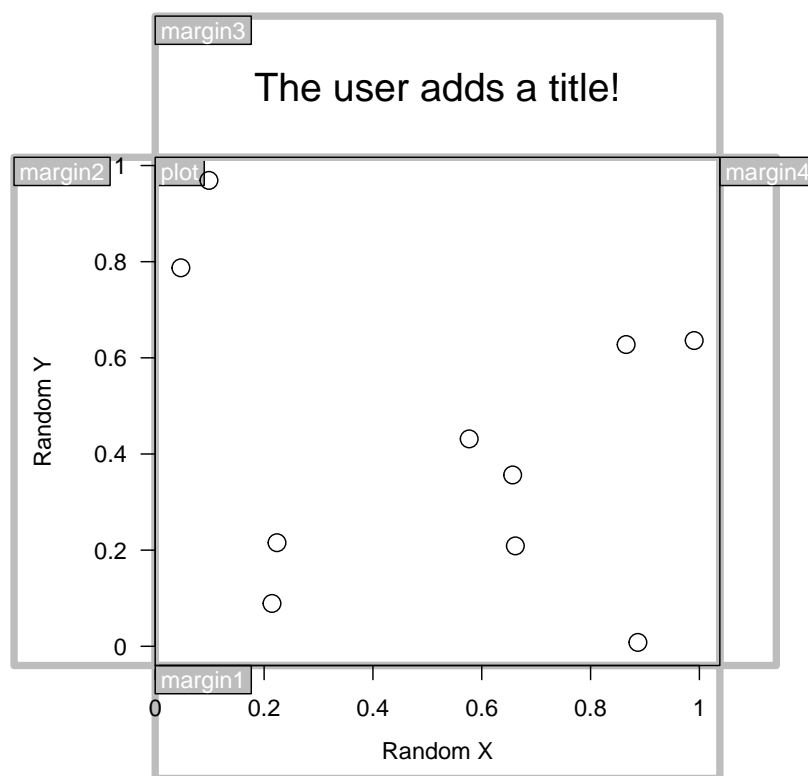 margin3
The user adds a title!
margin2
plot
margin4
1
0.8
0.6
0.4
0.2
0
Random Y
margin1
0 0.2 0.4 0.6 0.8 1
Random X